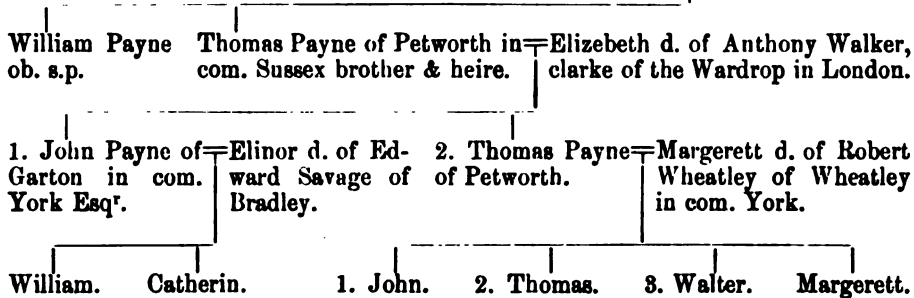 William Payne
ob. s.p.
Thomas Payne of Petworth in
com. Sussex brother & heire.
Elizebeth d. of Anthony Walker,
clarke of the Wardrop in London.
1. John Payne of
Garton in com.
York Esqʳ.
Elinor d. of Ed-
ward Savage of
Bradley.
2. Thomas Payne
of Petworth.
Margerett d. of Robert
Wheatley of Wheatley
in com. York.
William.
Catherin.
1. John.
2. Thomas.
3. Walter.
Margerett.